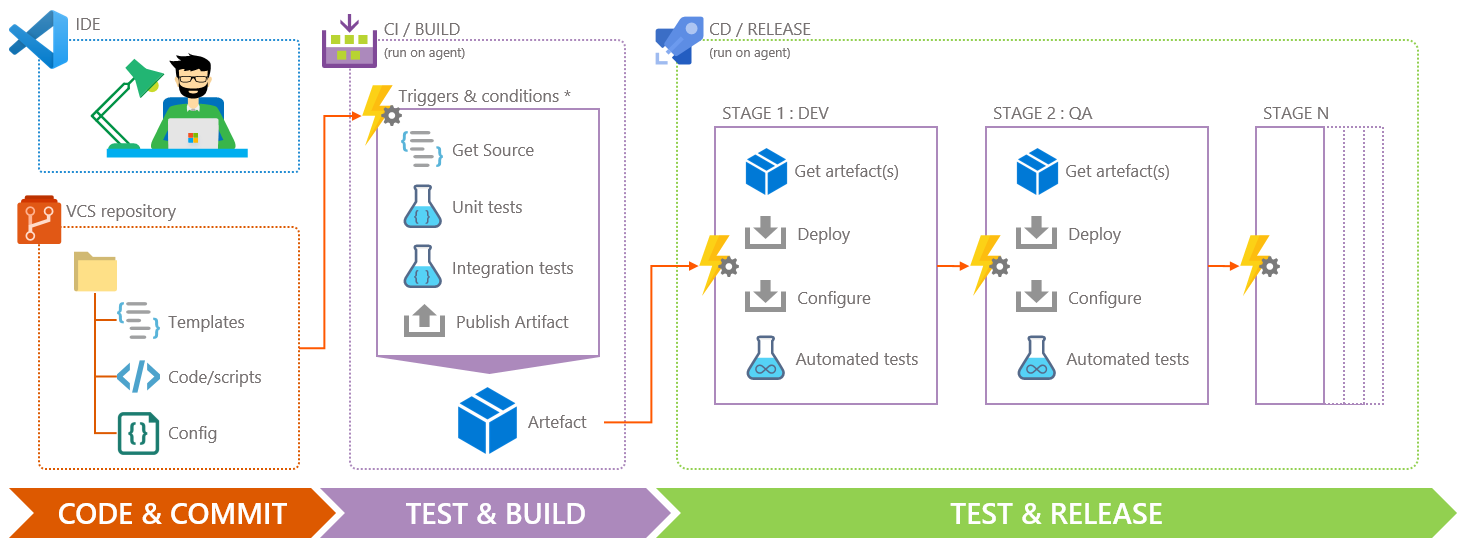 IDE
VCS repository
Templates
Code/scripts
Config
CI / BUILD
(run on agent)
Triggers & conditions *
Get Source
Unit tests
Integration tests
Publish Artifact
Artefact
CD / RELEASE
(run on agent)
STAGE 1 : DEV
Get artefact(s)
Deploy
Configure
Automated tests
STAGE 2 : QA
Get artefact(s)
Deploy
Configure
Automated tests
STAGE N
CODE & COMMIT
TEST & BUILD
TEST & RELEASE